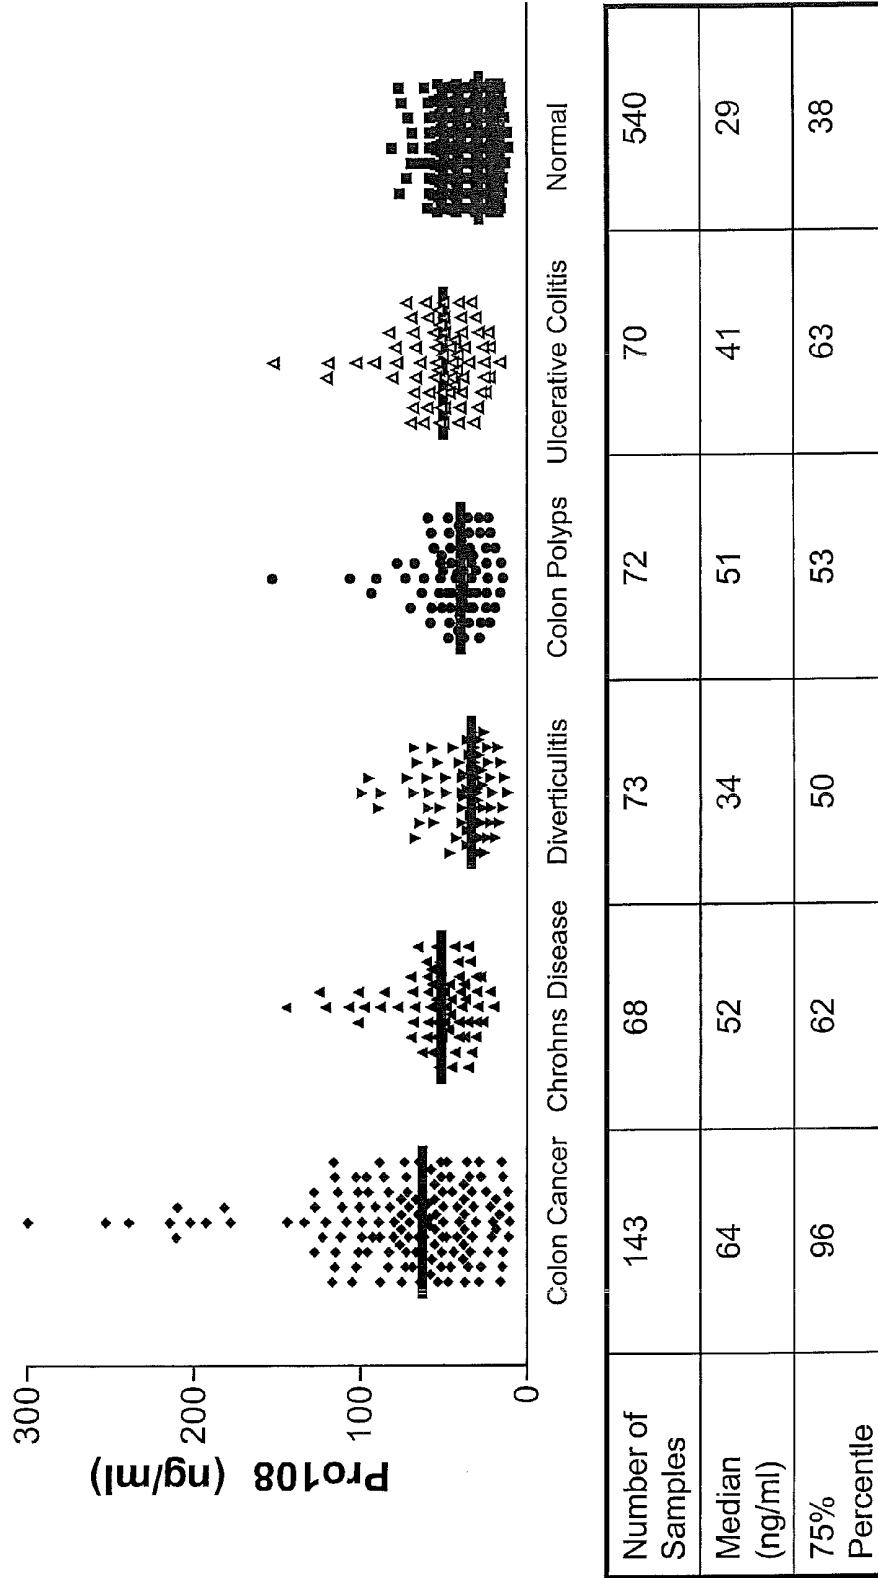 300
200
100
0
Pro108 (ng/ml)
Colon Cancer
Chrohns Disease
Diverticulitis
Colon Polyps
Ulcerative Colitis
Normal
Number of
Samples
143
68
73
72
70
540
Median
(ng/ml)
64
52
34
51
41
29
75%
Percentle
96
62
50
53
63
38